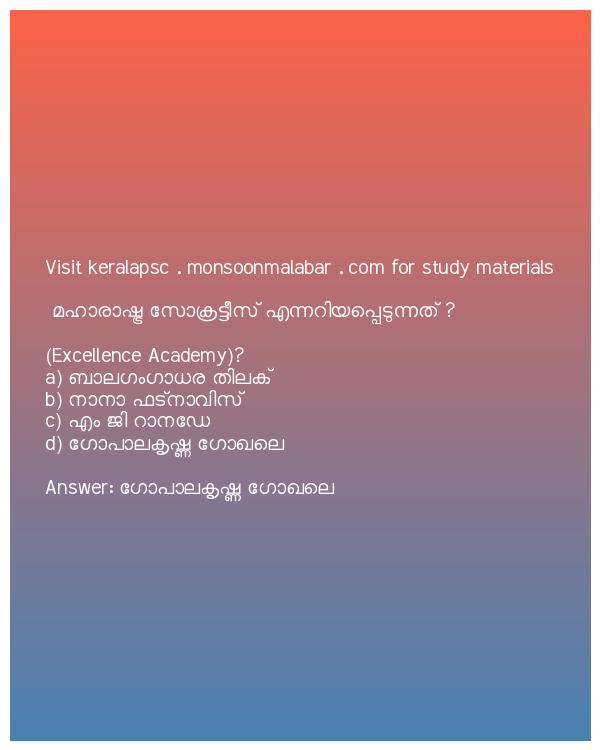 Visit keralapsc . monsoonmalabar . com for study materials
മഹാരാഷ്ട്ര സോക്രട്ടീസ് എന്നറിയപ്പെടുന്നത് ?
(Excellence Academy)?
a) ബാലഗംഗാധര തിലക്
b) നാനാ ഫട്നാവിസ്
c) എം ജി റാനഡേ
d) ഗോപാലകൃഷ്ണ ഗോഖലെ
Answer: ഗോപാലകൃഷ്ണ ഗോഖലെ